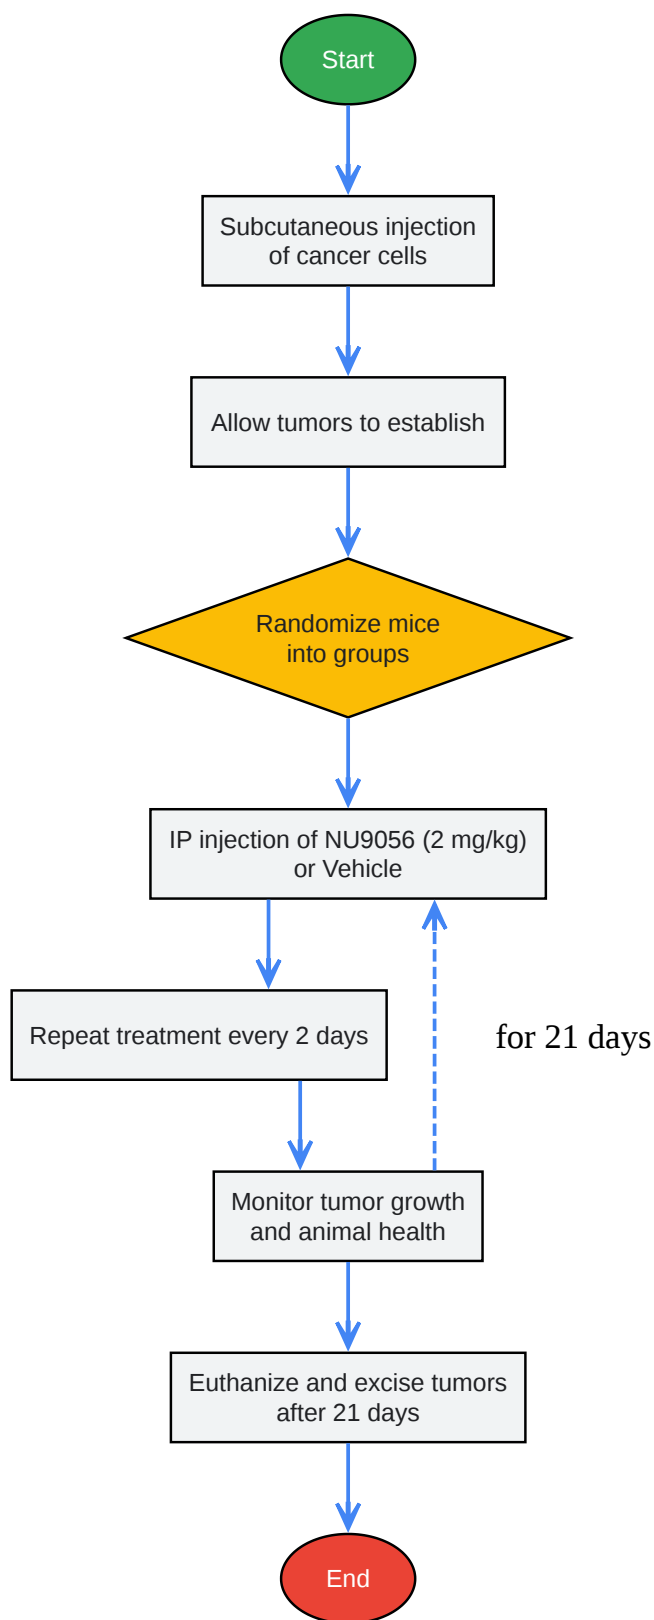 Start
Subcutaneous injection
of cancer cells
Allow tumors to establish
Randomize mice
into groups
IP injection of NU9056 (2 mg/kg)
or Vehicle
Repeat treatment every 2 days
for 21 days
Monitor tumor growth
and animal health
Euthanize and excise tumors
after 21 days
End